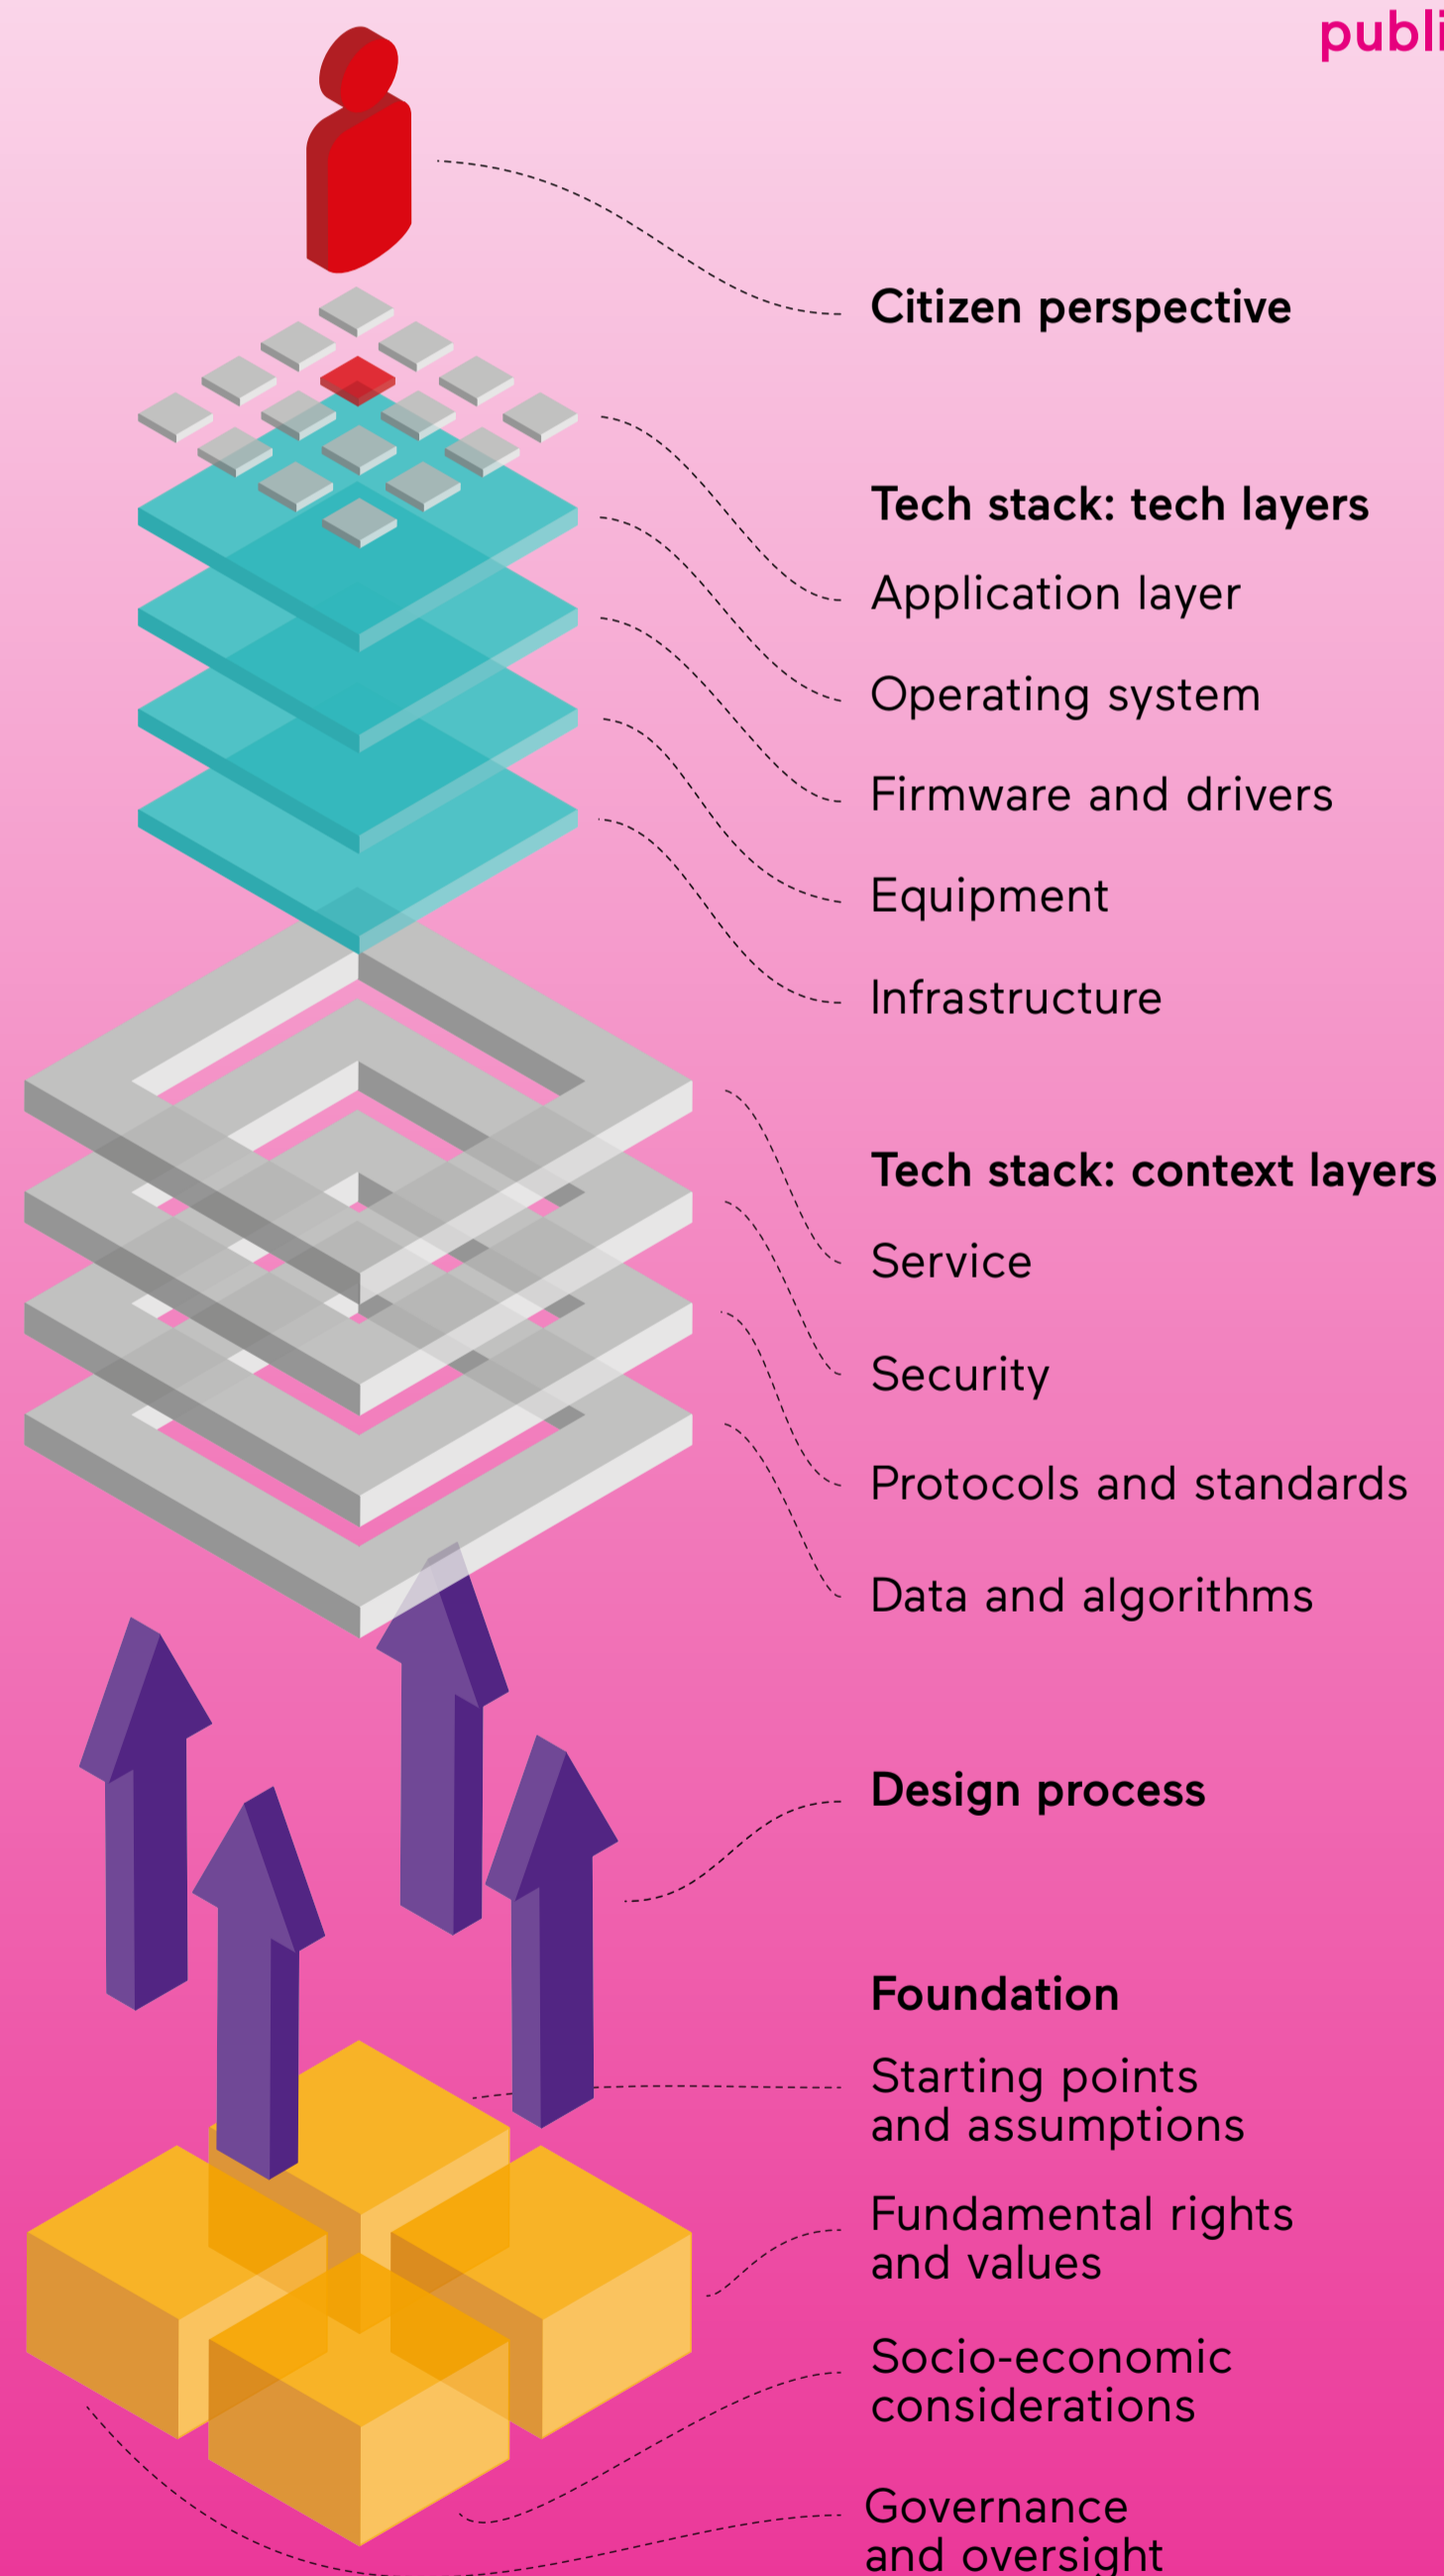 publi
Citizen perspective
Tech stack: tech layers
Application layer
Operating system
Firmware and drivers
Equipment
Infrastructure
Tech stack: context layers
Service
Security
Protocols and standards
Data and algorithms
Design process
Foundation
Starting points
and assumptions
Fundamental rights
and values
Socio-economic
considerations
Governance
and oversight